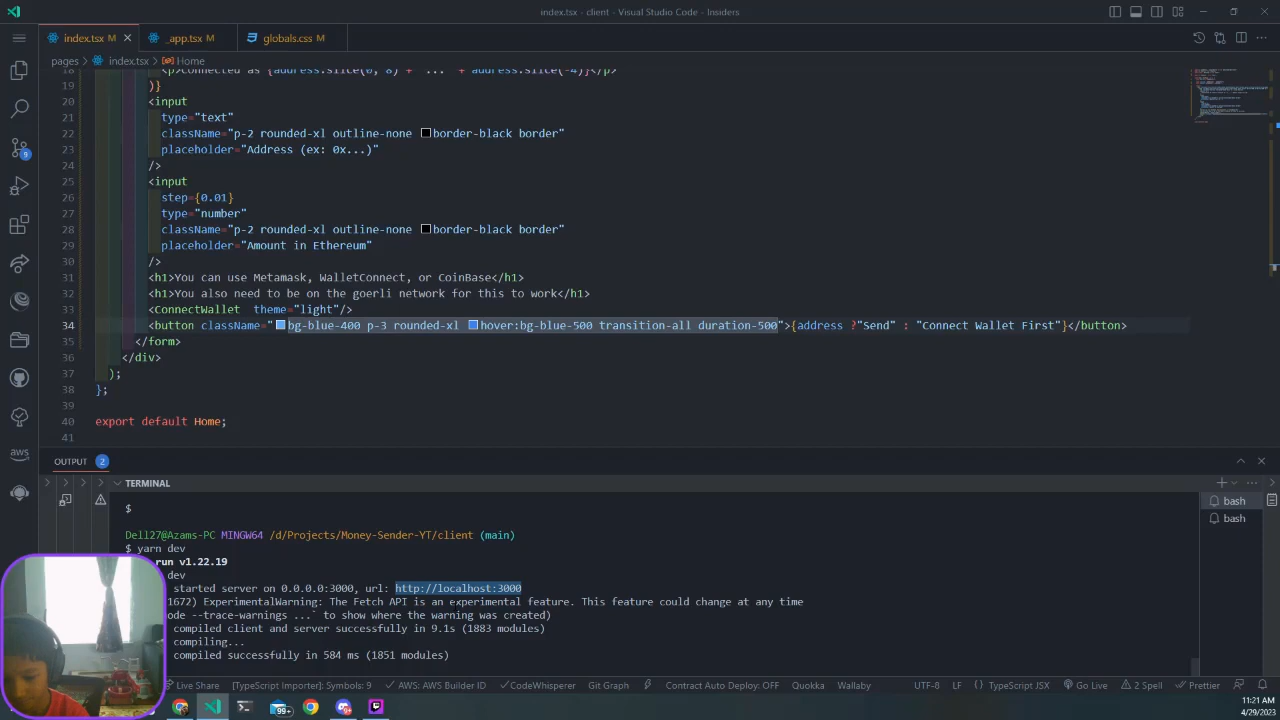 index.tsx - client - Visual Studio Code - Insiders
index.tsx M
_app.tsx M
globals.css M
pages > index.tsx > Home
18 <p>Connected as {address.slice(0, 8) + "..." + address.slice(-4)}</p>
19 )}
20 <input
21 type="text"
22 className="p-2 rounded-xl outline-none border-black border"
23 placeholder="Address (ex: 0x...)"
24 />
25 <input
26 step={0.01}
27 type="number"
28 className="p-2 rounded-xl outline-none border-black border"
29 placeholder="Amount in Ethereum"
30 />
31 <h1>You can use Metamask, WalletConnect, or CoinBase</h1>
32 <h1>You also need to be on the goerli network for this to work</h1>
33 <ConnectWallet theme="light"/>
34 <button className="bg-blue-400 p-3 rounded-xl hover:bg-blue-500 transition-all duration-500">{address ?"Send" : "Connect Wallet First"}</button>
35 </form>
36 </div>
37 );
38 };
39
40 export default Home;
41
9
aws
OUTPUT 2
TERMINAL
$
bash
bash
Dell27@Azams-PC MINGW64 /d/Projects/Money-Sender-YT/client (main)
$ yarn dev
run v1.22.19
dev
started server on 0.0.0.0:3000, url: http://localhost:3000
1672) ExperimentalWarning: The Fetch API is an experimental feature. This feature could change at any time
--trace-warnings ...` to show where the warning was created)
compiled client and server successfully in 9.1s (1883 modules)
compiling...
compiled successfully in 584 ms (1851 modules)
Live Share [TypeScript Importer]: Symbols: 9 AWS: AWS Builder ID CodeWhisperer Git Graph Contract Auto Deploy: OFF Quokka Wallaby UTF-8 LF {} TypeScript JSX Go Live 2 Spell Prettier
99+
11:21 AM
4/29/2023